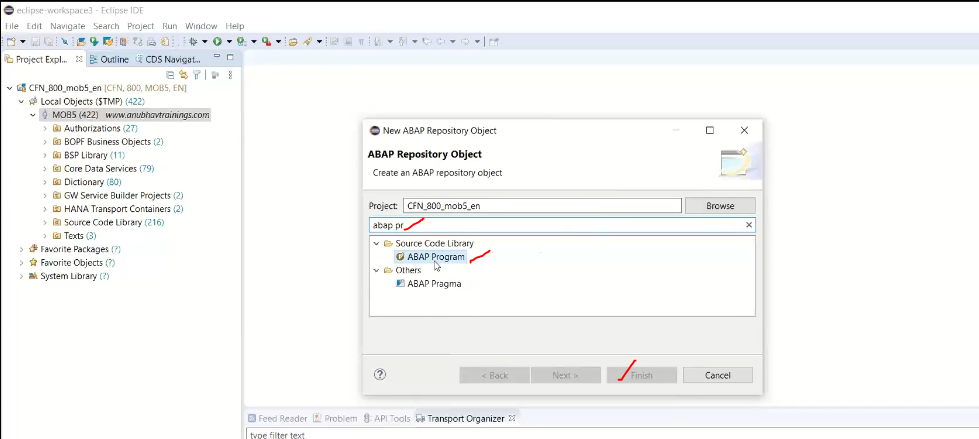 eclipse-workspace3 - Eclipse IDE
File Edit Navigate Search Project Run Window Help
Project Expl... Outline CDS Navigat...
CFN_800_mob5_en [CFN, 800, MOB5, EN]
Local Objects ($TMP) (422)
MOB5 (422) www.anubhavtrainings.com
Authorizations (27)
BOPF Business Objects (2)
BSP Library (11)
Core Data Services (79)
Dictionary (80)
GW Service Builder Projects (2)
HANA Transport Containers (2)
Source Code Library (216)
Texts (3)
Favorite Packages (?)
Favorite Objects (?)
System Library (?)
New ABAP Repository Object
ABAP Repository Object
Create an ABAP repository object
Project: CFN_800_mob5_en Browse
abap pr
Source Code Library
ABAP Program
Others
ABAP Pragma
? < Back Next > Finish Cancel
Feed Reader Problem API Tools Transport Organizer
type filter text